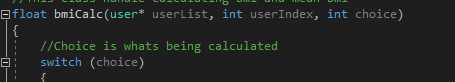 //This class handle calculating bmi and mean bmi
float bmiCalc(user* userList, int userIndex, int choice)
{
//Choice is whats being calculated
switch (choice)
{